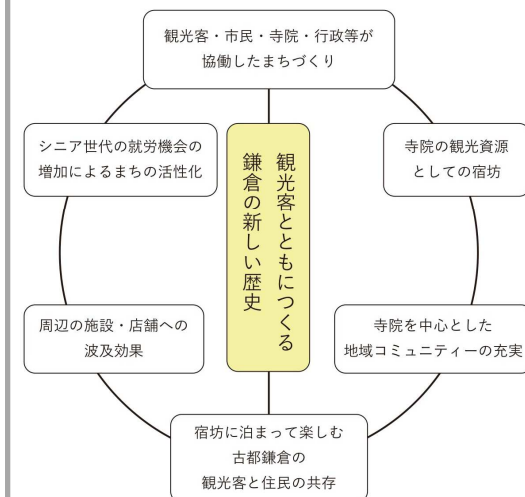 観光客・市民・寺院・行政等が
協働したまちづくり
シニア世代の就労機会の
増加によるまちの活性化
寺院の観光資源
としての宿坊
観光客とともにつくる
鎌倉の新しい歴史
周辺の施設・店舗への
波及効果
寺院を中心とした
地域コミュニティーの充実
宿坊に泊まって楽しむ
古都鎌倉の
観光客と住民の共存